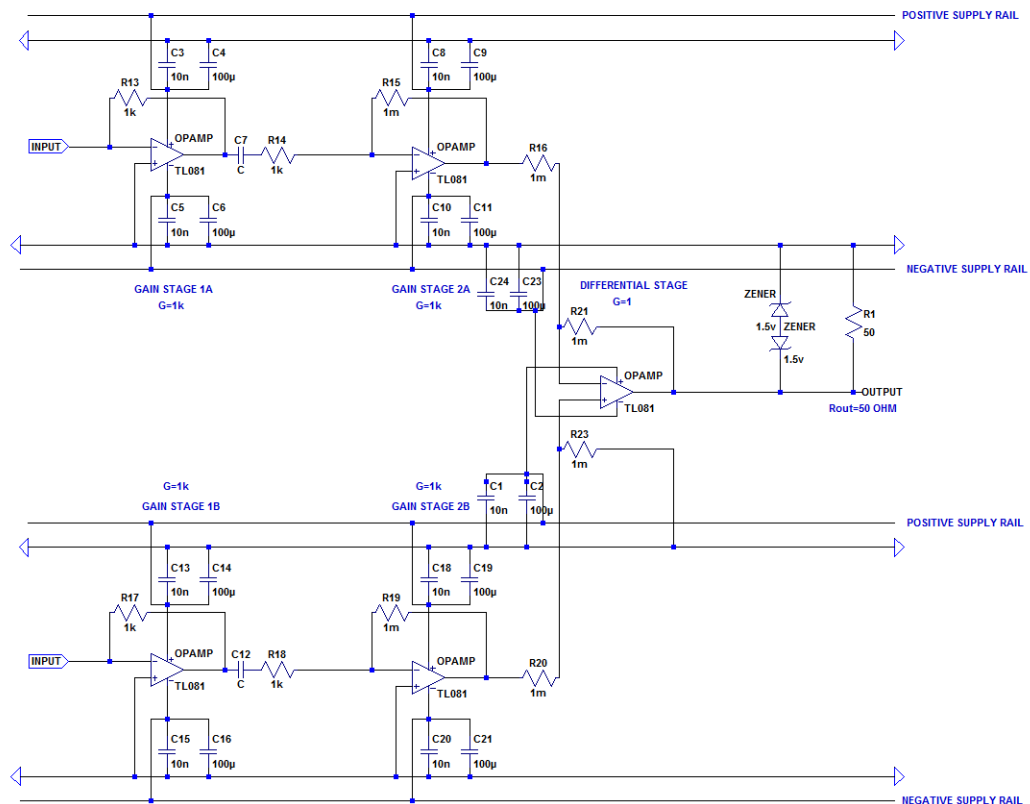 POSITIVE SUPPLY RAIL
C3
10n
C4
100µ
C8
10n
C9
100µ
R13
1k
R15
1m
INPUT
OPAMP
TL081
C7
C
R14
1k
OPAMP
TL081
R16
1m
C5
10n
C6
100µ
C10
10n
C11
100µ
NEGATIVE SUPPLY RAIL
GAIN STAGE 1A
G=1k
GAIN STAGE 2A
G=1k
C24
10n
C23
100µ
DIFFERENTIAL STAGE
G=1
R21
1m
ZENER
1.5v
ZENER
1.5v
R1
50
OPAMP
TL081
OUTPUT
Rout=50 OHM
R23
1m
G=1k
GAIN STAGE 1B
G=1k
GAIN STAGE 2B
C1
10n
C2
100µ
POSITIVE SUPPLY RAIL
C13
10n
C14
100µ
C18
10n
C19
100µ
R17
1k
R19
1m
INPUT
OPAMP
TL081
C12
C
R18
1k
OPAMP
TL081
R20
1m
C15
10n
C16
100µ
C20
10n
C21
100µ
NEGATIVE SUPPLY RAIL